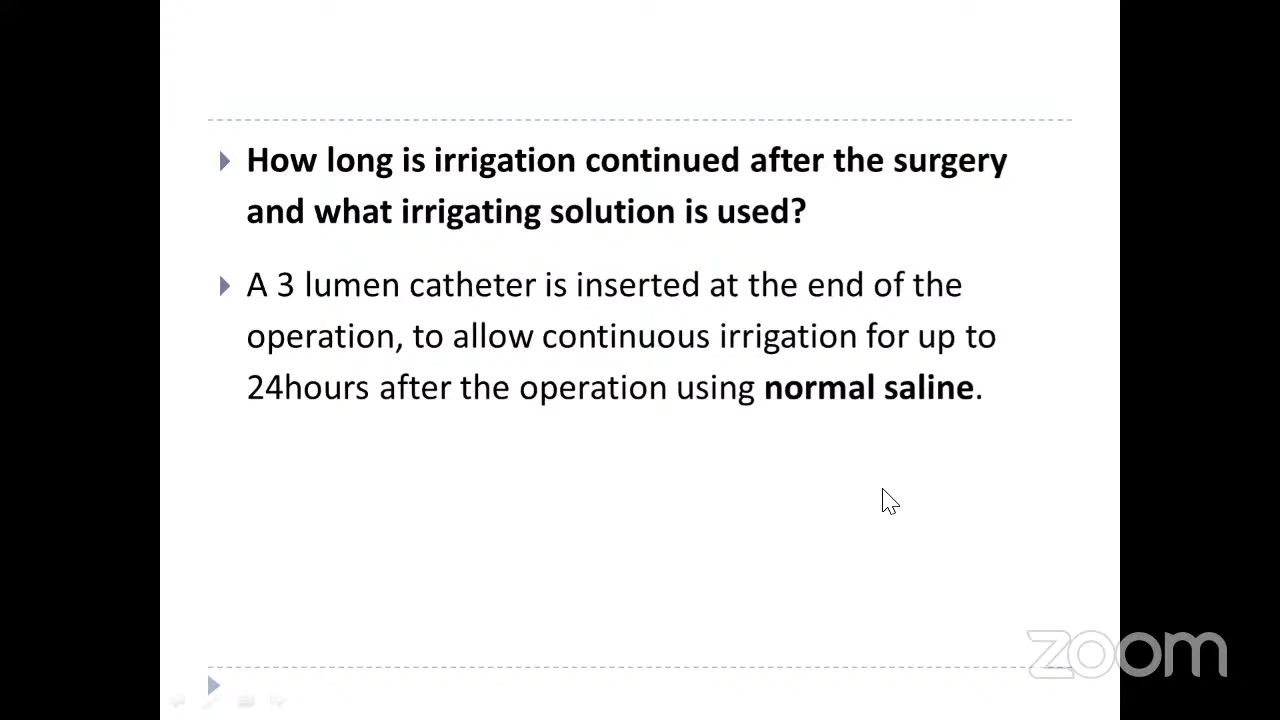 How long is irrigation continued after the surgery
and what irrigating solution is used?
A 3 lumen catheter is inserted at the end of the
operation, to allow continuous irrigation for up to
24hours after the operation using normal saline.
zoom